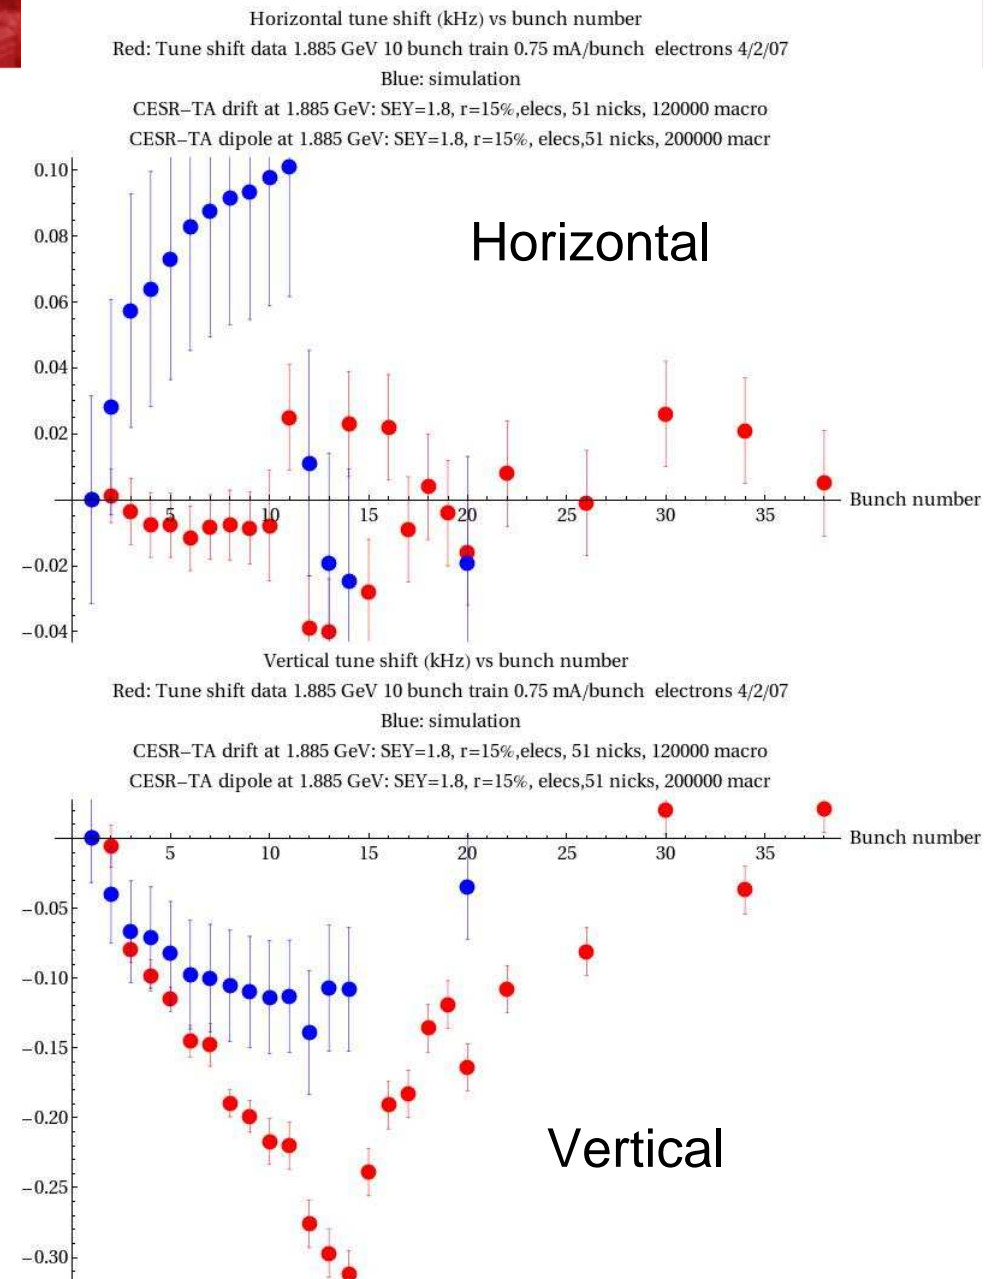 Horizontal tune shift (kHz) vs bunch number
Red: Tune shift data 1.885 GeV 10 bunch train 0.75 mA/bunch electrons 4/2/07
Blue: simulation
CESR-TA drift at 1.885 GeV: SEY=1.8, r=15%,elecs, 51 nicks, 120000 macro
CESR-TA dipole at 1.885 GeV: SEY=1.8, r=15%, elecs,51 nicks, 200000 macr
0.10
0.08
Horizontal
0.06
0.04
0.02
Bunch number
5 10 15 20 25 30 35
-0.02
-0.04
Vertical tune shift (kHz) vs bunch number
Red: Tune shift data 1.885 GeV 10 bunch train 0.75 mA/bunch electrons 4/2/07
Blue: simulation
CESR-TA drift at 1.885 GeV: SEY=1.8, r=15%,elecs, 51 nicks, 120000 macro
CESR-TA dipole at 1.885 GeV: SEY=1.8, r=15%, elecs,51 nicks, 200000 macr
Bunch number
5 10 15 20 25 30 35
-0.05
-0.10
-0.15
-0.20
Vertical
-0.25
-0.30